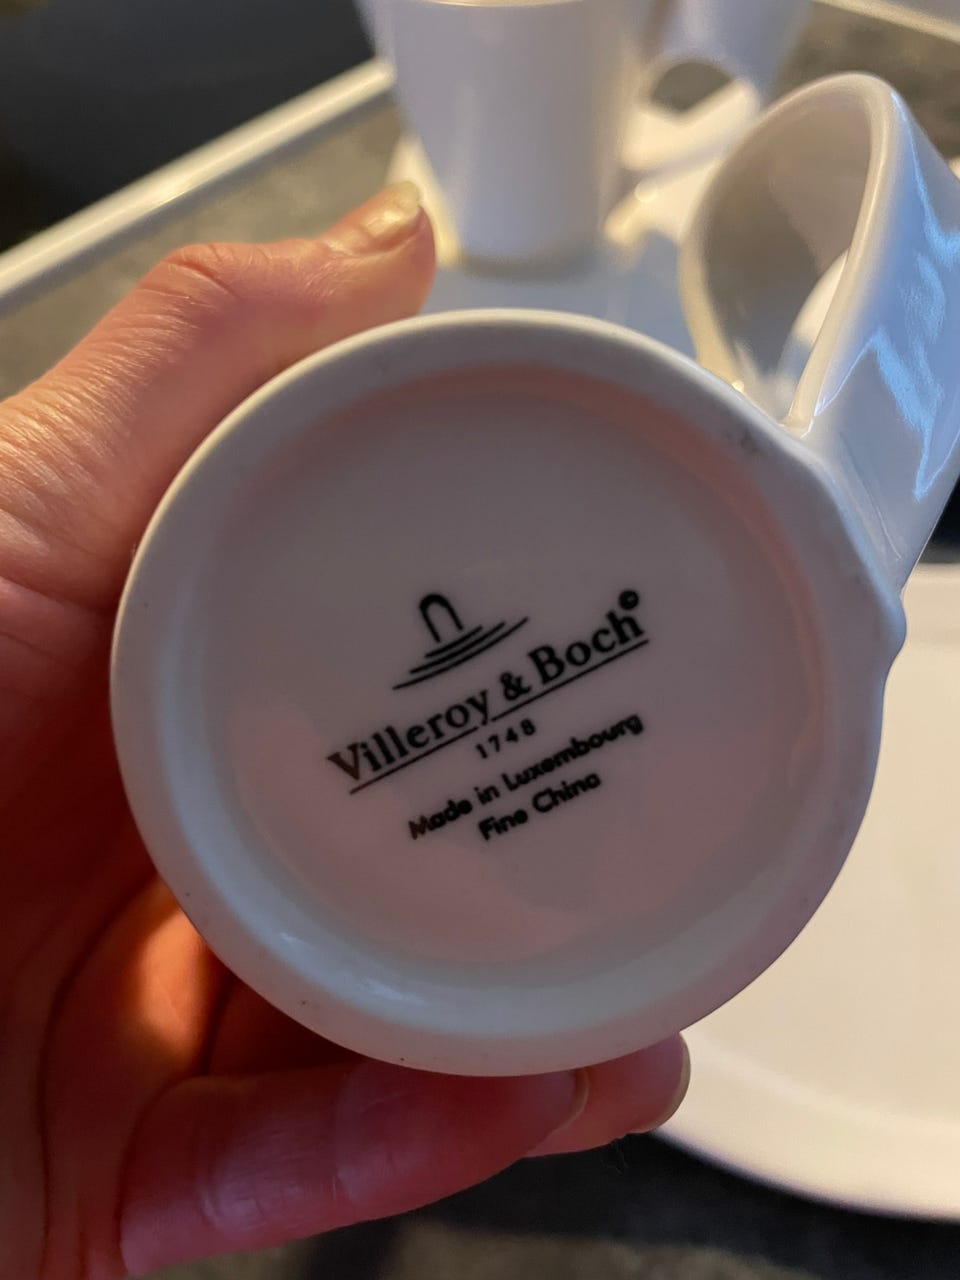 Villeroy & Boch©
1748
Made in Luxembourg
Fine China